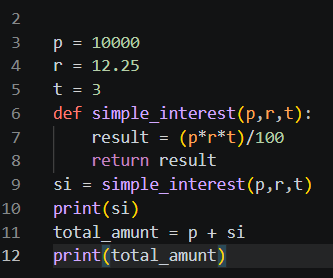 2
3 p = 10000
4 r = 12.25
5 t = 3
6 def simple_interest(p,r,t):
7     result = (p*r*t)/100
8     return result
9 si = simple_interest(p,r,t)
10 print(si)
11 total_amunt = p + si
12 print(total_amunt)